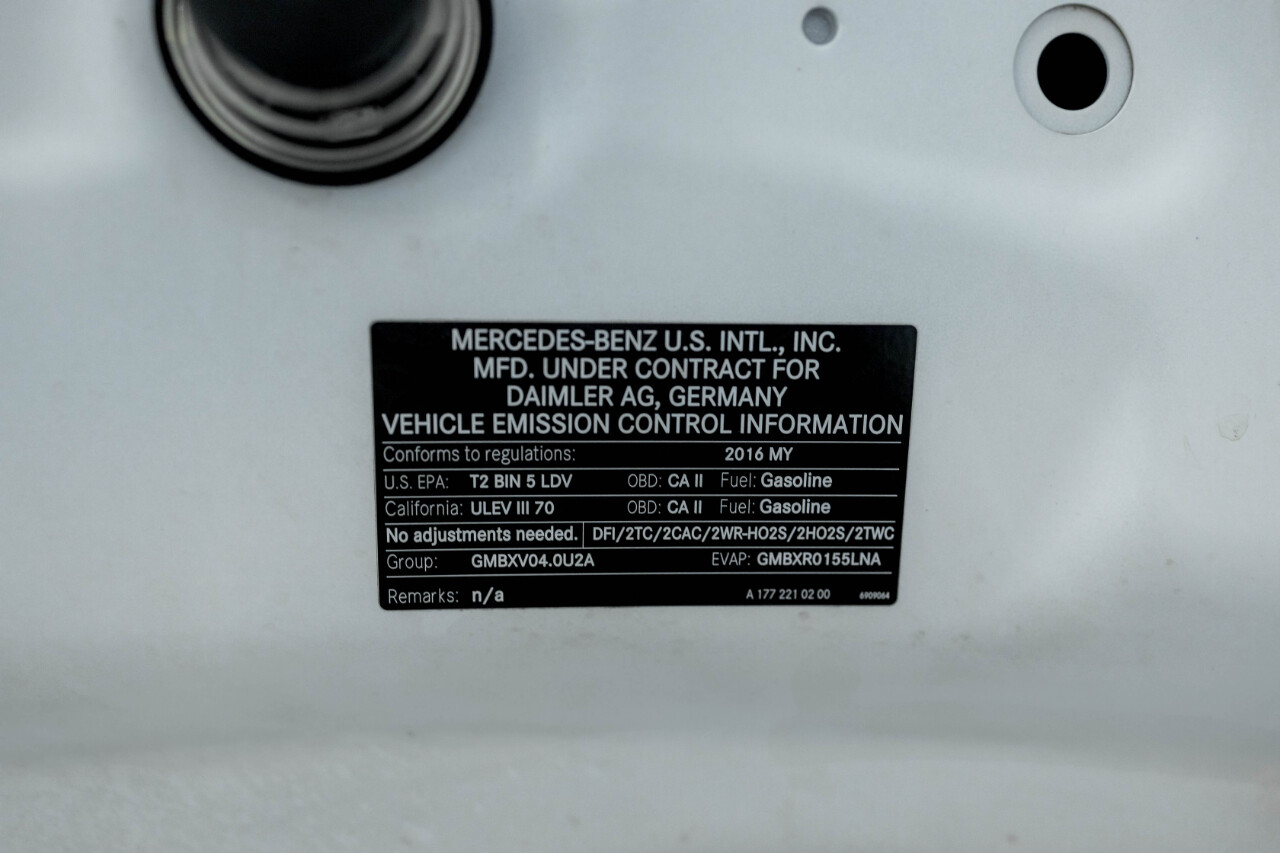 MERCEDES-BENZ U.S. INTL., INC.
MFD. UNDER CONTRACT FOR
DAIMLER AG, GERMANY
VEHICLE EMISSION CONTROL INFORMATION
Conforms to regulations: 2016 MY
U.S. EPA: T2 BIN 5 LDV OBD: CA II Fuel: Gasoline
California: ULEV III 70 OBD: CA II Fuel: Gasoline
No adjustments needed. DFI/2TC/2CAC/2WR-HO2S/2HO2S/2TWC
Group: GMBXV04.0U2A EVAP: GMBXR0155LNA
Remarks: n/a A 177 221 02 00 6909064